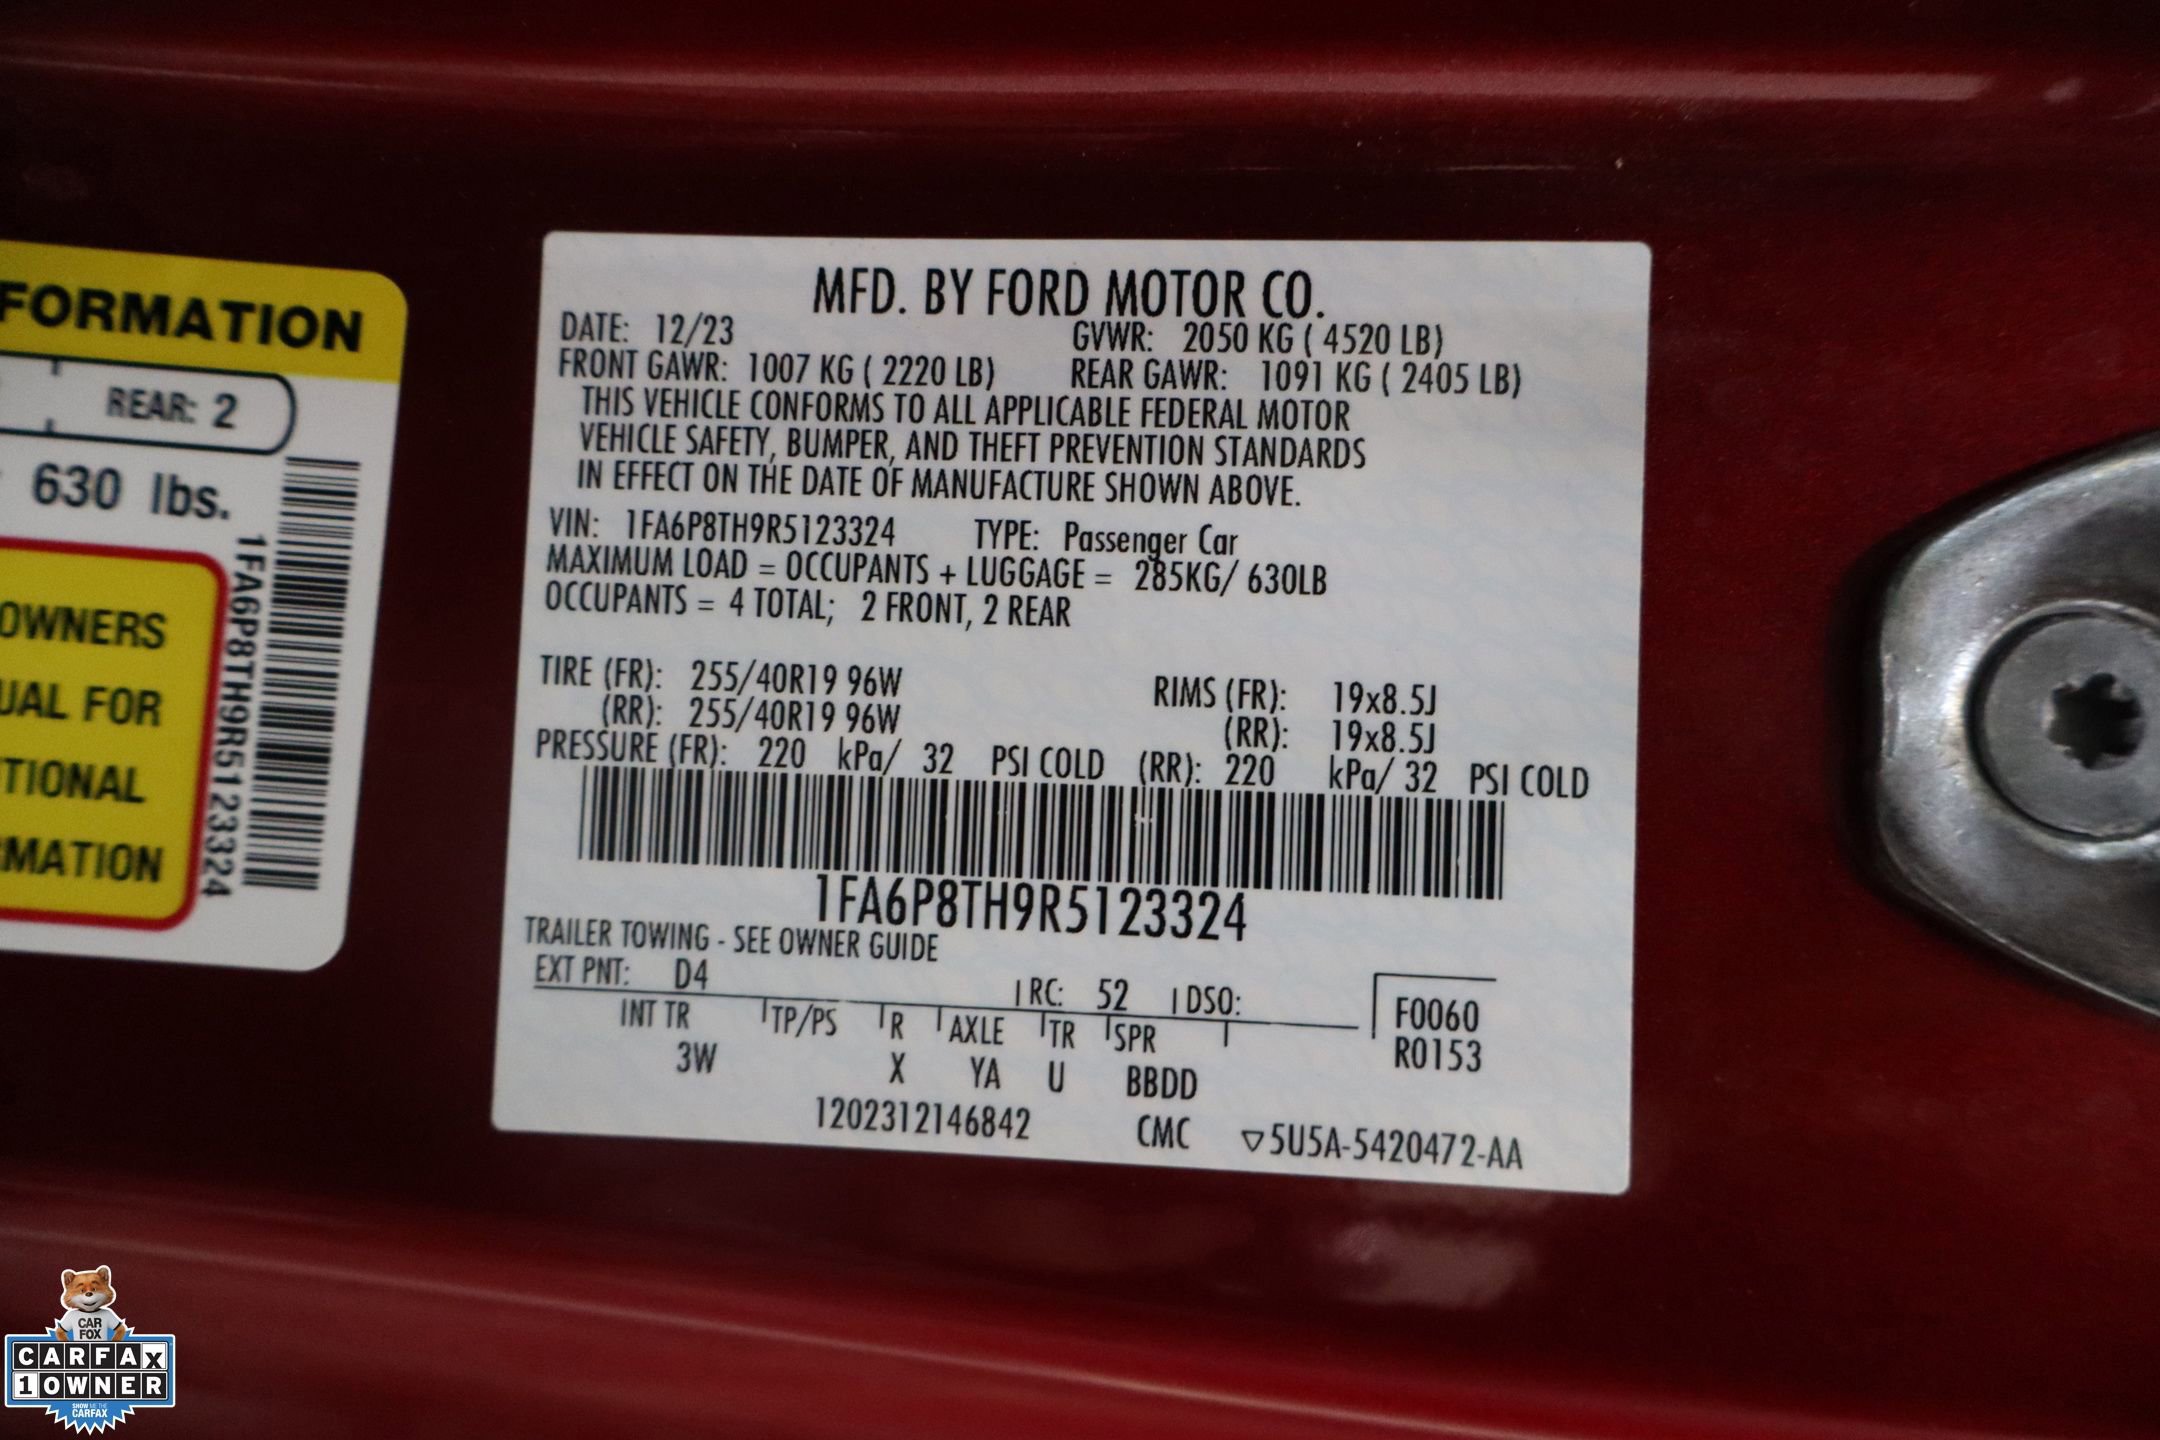 FORMATION
REAR: 2
630 lbs.
1FA6P8TH9R5123324
OWNERS
UAL FOR
TIONAL
MATION
MFD. BY FORD MOTOR CO.
DATE: 12/23 GVWR: 2050 KG ( 4520 LB)
FRONT GAWR: 1007 KG ( 2220 LB) REAR GAWR: 1091 KG ( 2405 LB)
THIS VEHICLE CONFORMS TO ALL APPLICABLE FEDERAL MOTOR
VEHICLE SAFETY, BUMPER, AND THEFT PREVENTION STANDARDS
IN EFFECT ON THE DATE OF MANUFACTURE SHOWN ABOVE.
VIN: 1FA6P8TH9R5123324 TYPE: Passenger Car
MAXIMUM LOAD = OCCUPANTS + LUGGAGE = 285KG/ 630LB
OCCUPANTS = 4 TOTAL; 2 FRONT, 2 REAR
TIRE (FR): 255/40R19 96W RIMS (FR): 19x8.5J
(RR): 255/40R19 96W (RR): 19x8.5J
PRESSURE (FR): 220 kPa/ 32 PSI COLD (RR): 220 kPa/ 32 PSI COLD
1FA6P8TH9R5123324
TRAILER TOWING - SEE OWNER GUIDE
EXT PNT: D4 RC: 52 DSO:
INT TR TP/PS R AXLE TR SPR
3W X YA U BBDD
F0060
R0153
1202312146842 CMC ▽5U5A-5420472-AA
CAR
FOX
CARFAX
1 OWNER
SHOW ME THE
CARFAX